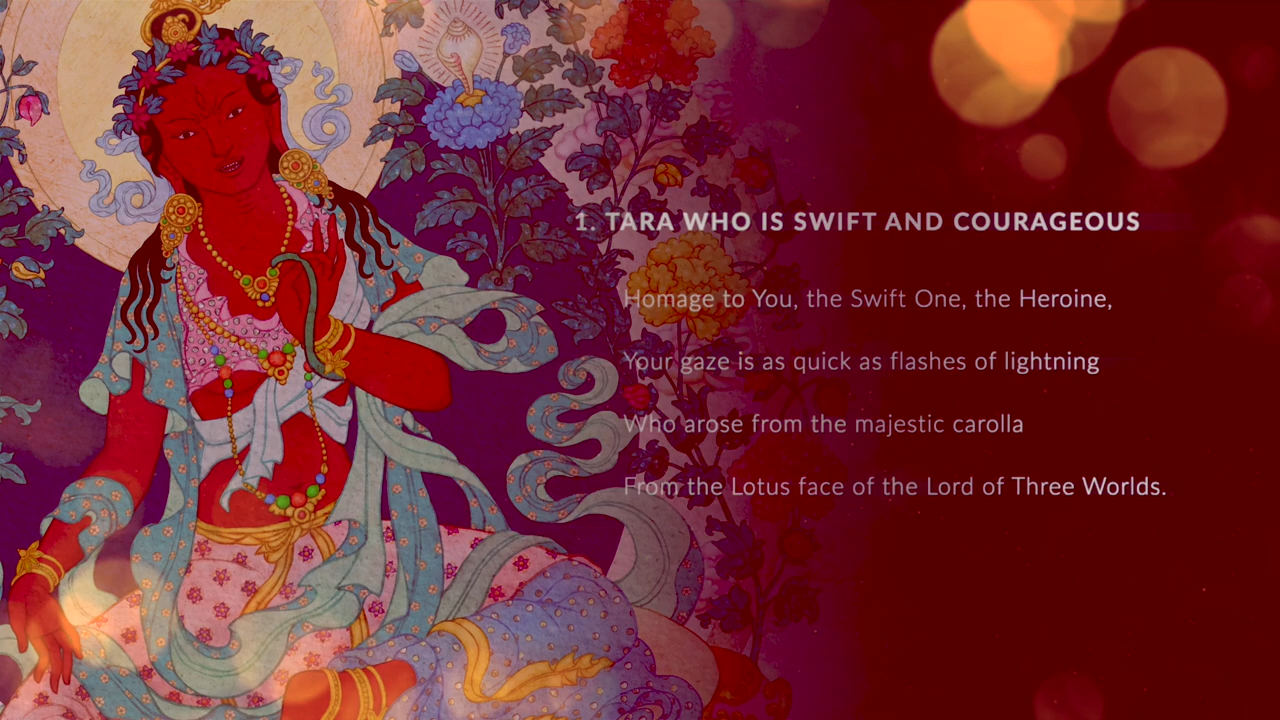 1. TARA WHO IS SWIFT AND COURAGEOUS
Homage to You, the Swift One, the Heroine,
Your gaze is as quick as flashes of lightning
Who arose from the majestic carolla
From the Lotus face of the Lord of Three Worlds.